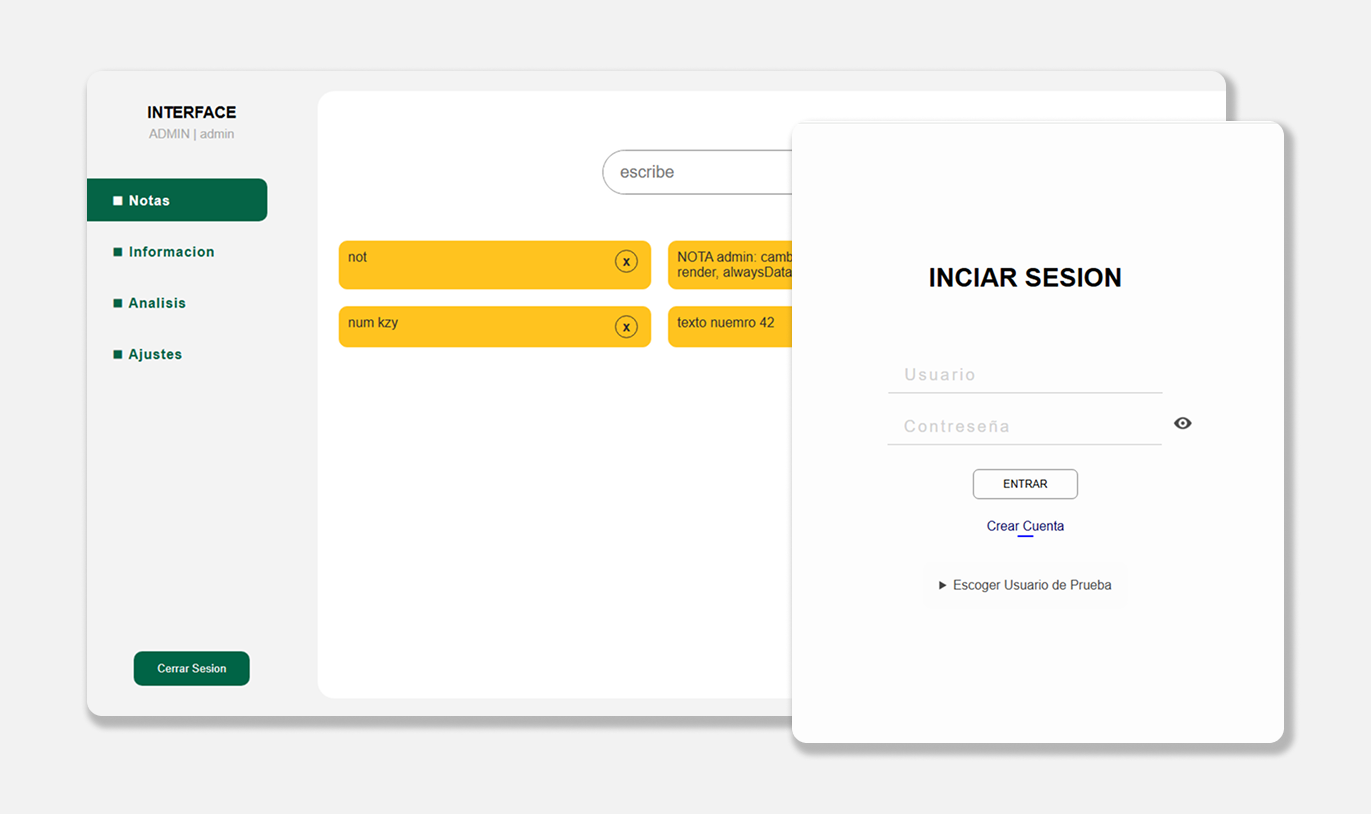 INTERFACE
ADMIN | admin
Notas
Informacion
Analisis
Ajustes
Cerrar Sesion
escribe
not
x
NOTA admin: camb
render, alwaysData
num kzy
x
texto nuemro 42
INCIAR SESION
Usuario
Contreseña
ENTRAR
Crear Cuenta
Escoger Usuario de Prueba